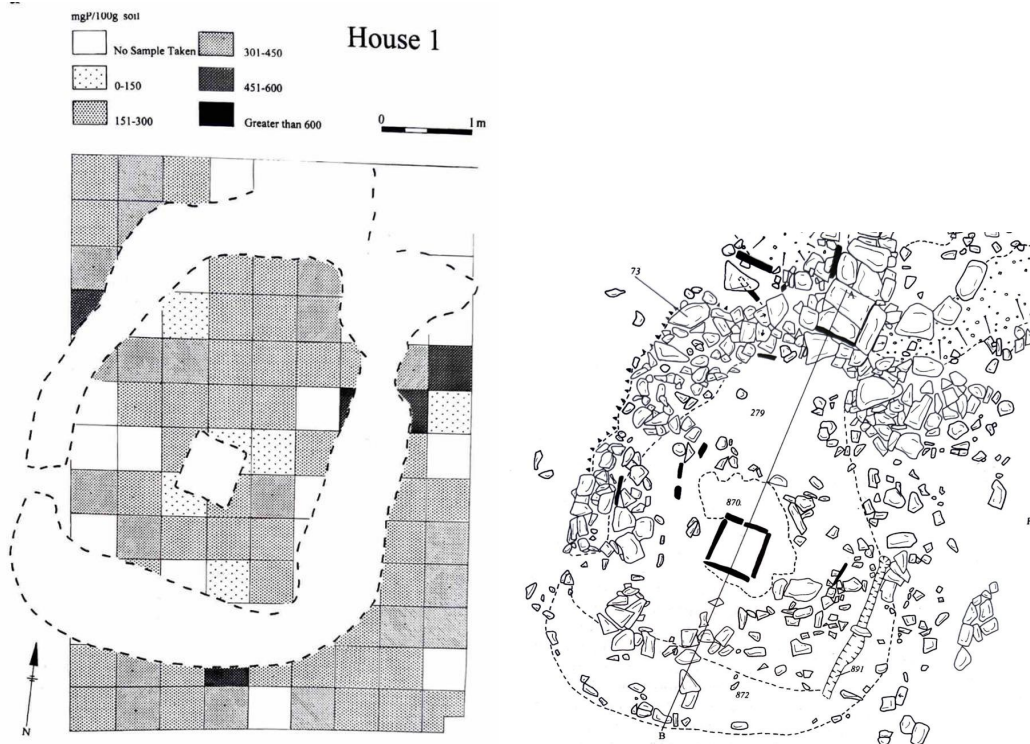 mgP/100g soil
House 1
No Sample Taken
301-450
0-150
451-600
151-300
Greater than 600
0 1 m
N
73
A
279
870.
891
872
B